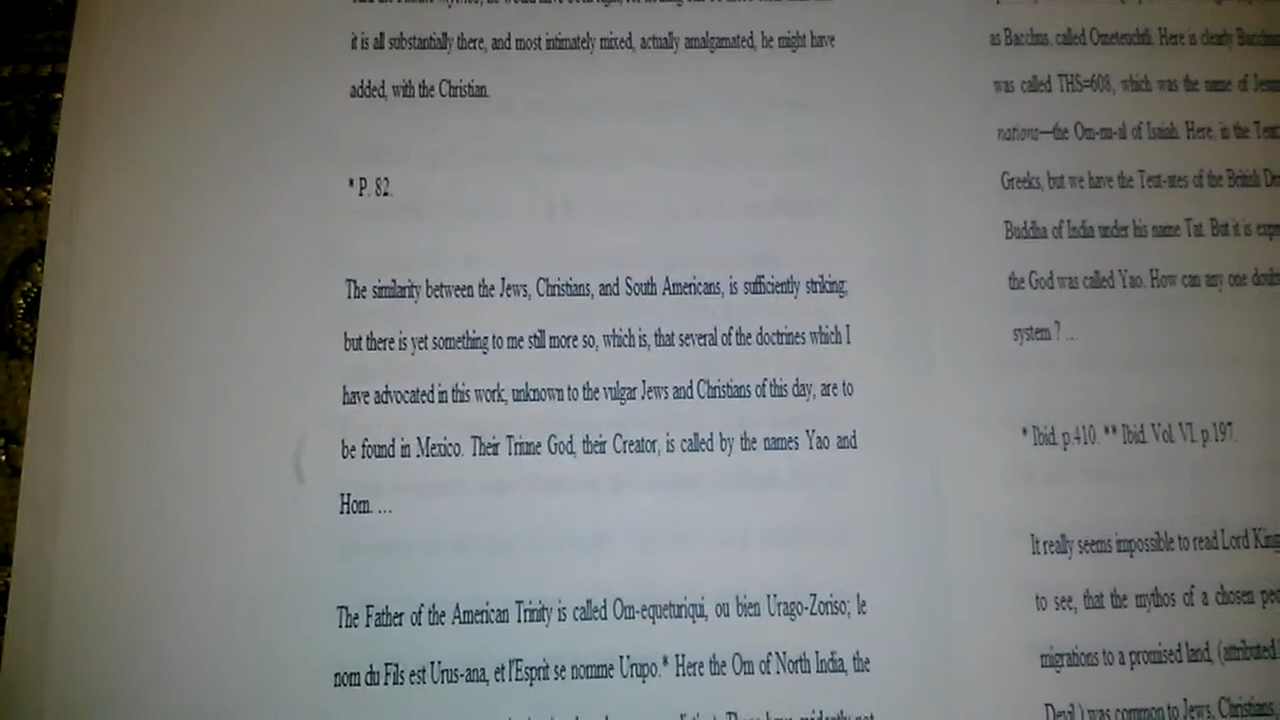 it is all substantially there, and most intimately mixed, actually amalgamated, he might have
added, with the Christian.
* P. 82.
The similarity between the Jews, Christians, and South Americans, is sufficiently striking;
but there is yet something to me still more so, which is, that several of the doctrines which I
have advocated in this work, unknown to the vulgar Jews and Christians of this day, are to
be found in Mexico. Their Triune God, their Creator, is called by the names Yao and
Hom. ...
The Father of the American Trinity is called Om-equeturiqui, ou bien Urago-Zoriso; le
nom du Fils est Urus-ana, et l'Esprit se nomme Urupo.* Here the Om of North India, the
as Bacchus, called Ometeuchtli. Here is clearly Bacchus
was called THS=608, which was the name of
nations—the Om-nu-al of Isaiah. Here, in the
Greeks, but we have the Teut-ates of the British
Buddha of India under his name Tat. But it is
the God was called Yao. How can any one
system ? ...
* Ibid. p.410. ** Ibid. Vol. VI. p.197.
It really seems impossible to read Lord
to see, that the mythos of a chosen
migrations to a promised land, (attributed
Devil,) was common to Jews, Christians,